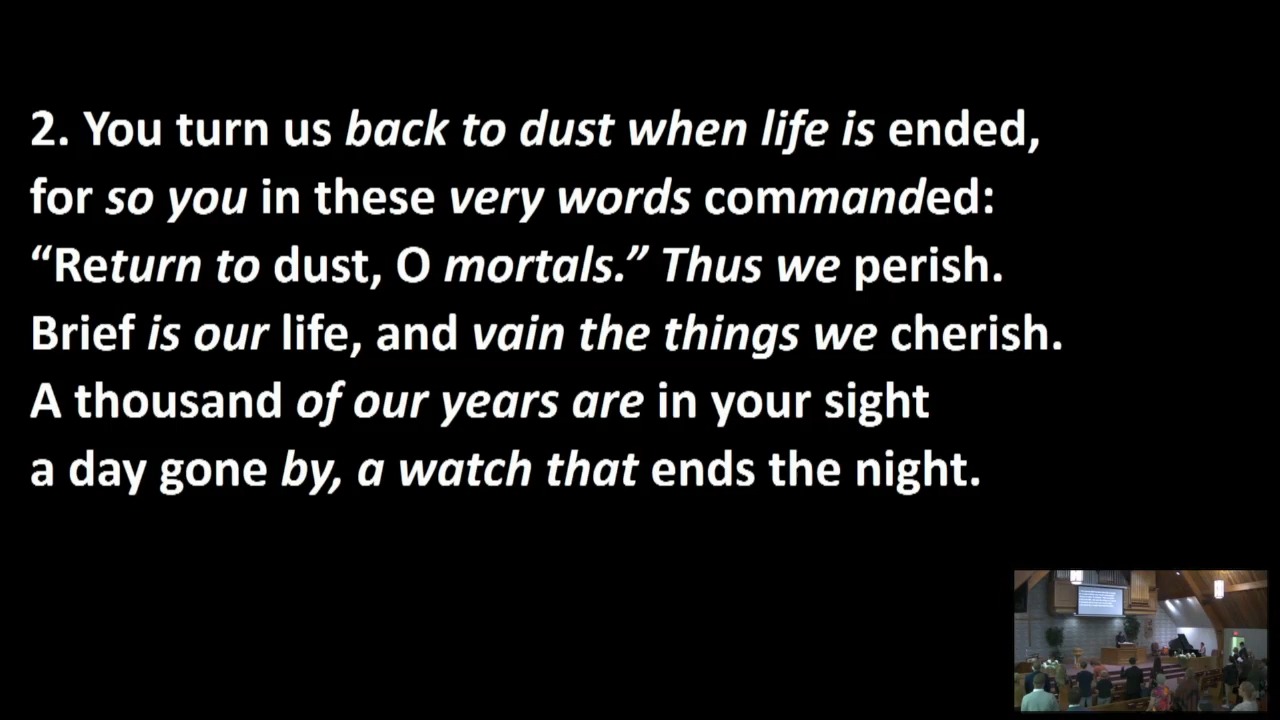 2. You turn us back to dust when life is ended,
for so you in these very words commanded:
“Return to dust, O mortals.” Thus we perish.
Brief is our life, and vain the things we cherish.
A thousand of our years are in your sight
a day gone by, a watch that ends the night.